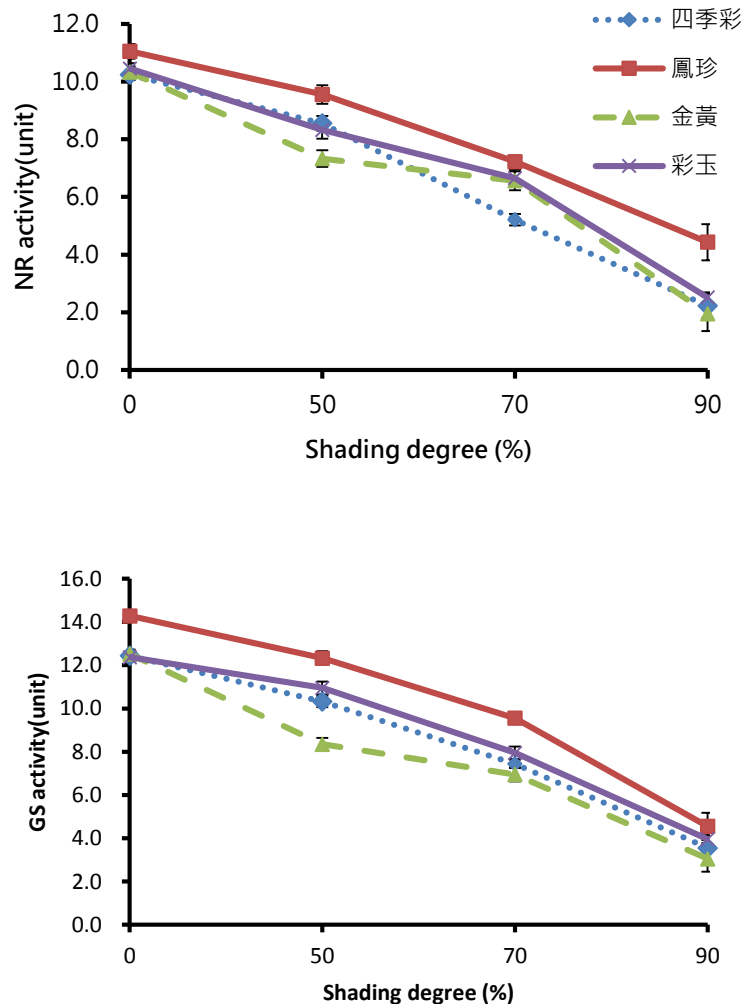 四季彩
鳳珍
金黃
彩玉
NR activity(unit)
12.0
10.0
8.0
6.0
4.0
2.0
0.0
0 50 70 90
Shading degree (%)
GS activity(unit)
16.0
14.0
12.0
10.0
8.0
6.0
4.0
2.0
0.0
0 50 70 90
Shading degree (%)